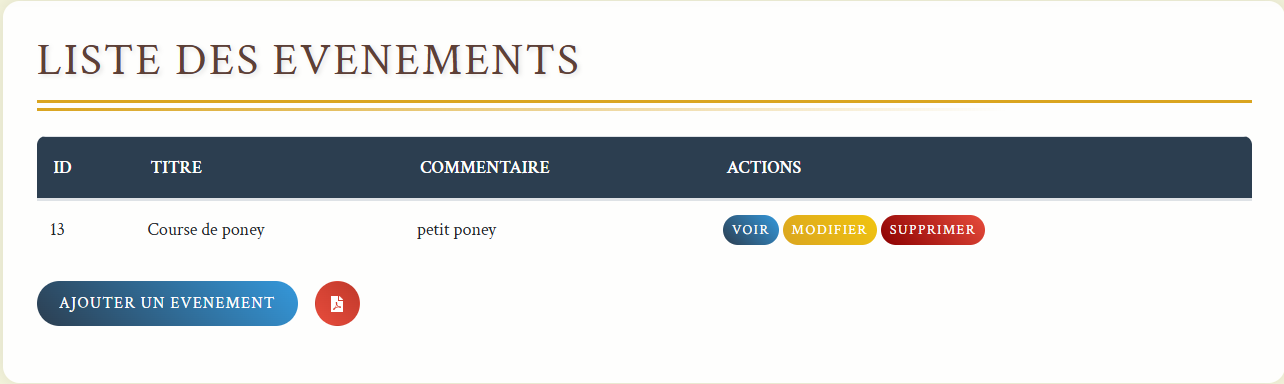 LISTE DES EVENEMENTS
ID TITRE COMMENTAIRE ACTIONS
13 Course de poney petit poney VOIR MODIFIER SUPPRIMER
AJOUTER UN EVENEMENT